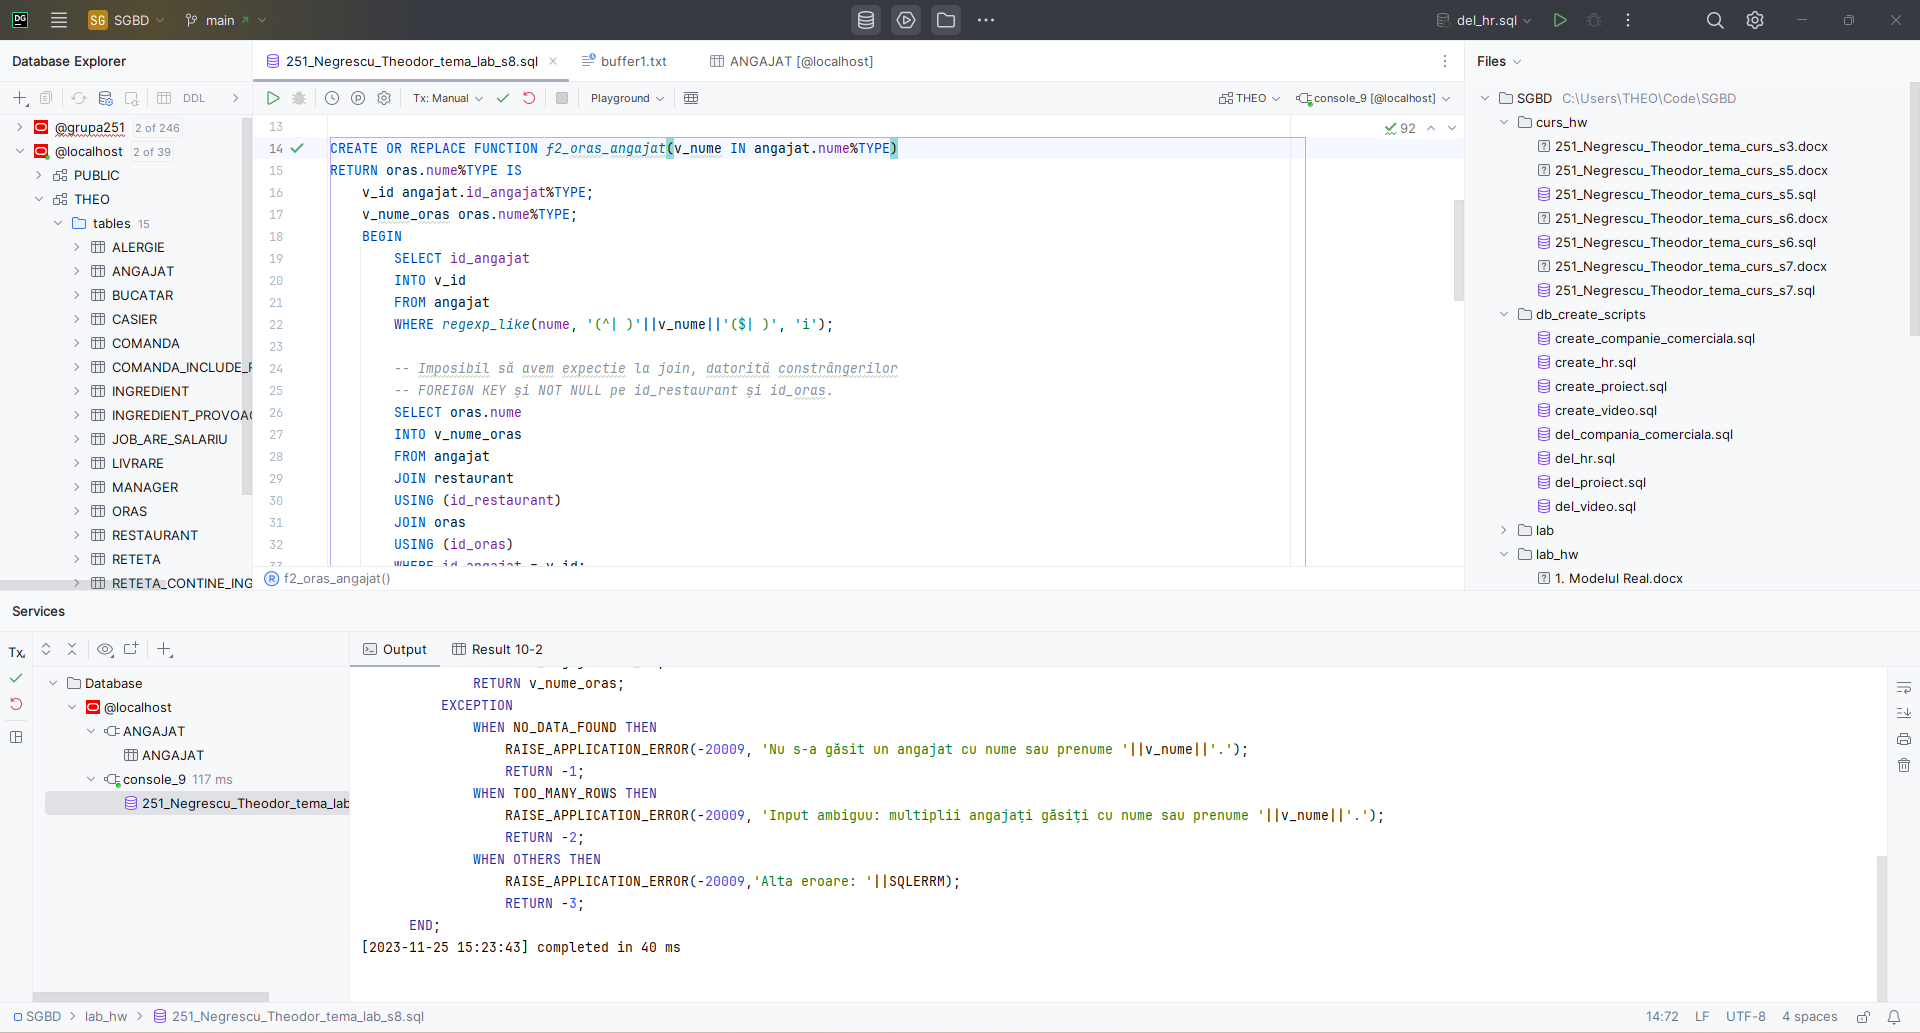 DG
SG SGBD
main
del_hr.sql
Database Explorer
251_Negrescu_Theodor_tema_lab_s8.sql
buffer1.txt
ANGAJAT [@localhost]
Files
DDL
Tx: Manual
Playground
THEO
console_9 [@localhost]
@grupa251 2 of 246
@localhost 2 of 39
PUBLIC
THEO
tables 15
ALERGIE
ANGAJAT
BUCATAR
CASIER
COMANDA
COMANDA_INCLUDE_
INGREDIENT
INGREDIENT_PROVOA
JOB_ARE_SALARIU
LIVRARE
MANAGER
ORAS
RESTAURANT
RETETA
RETETA_CONTINE_ING
92
13
14 CREATE OR REPLACE FUNCTION f2_oras_angajat(v_nume IN angajat.nume%TYPE)
15 RETURN oras.nume%TYPE IS
16 v_id angajat.id_angajat%TYPE;
17 v_nume_oras oras.nume%TYPE;
18 BEGIN
19 SELECT id_angajat
20 INTO v_id
21 FROM angajat
22 WHERE regexp_like(nume, '(^| )'||v_nume||'($| )', 'i');
23
24 -- Imposibil să avem expectie la join, datorită constrângerilor
25 -- FOREIGN KEY și NOT NULL pe id_restaurant și id_oras.
26 SELECT oras.nume
27 INTO v_nume_oras
28 FROM angajat
29 JOIN restaurant
30 USING (id_restaurant)
31 JOIN oras
32 USING (id_oras)
33 WHERE id_angajat = v_id;
f2_oras_angajat()
SGBD C:\Users\THEO\Code\SGBD
curs_hw
251_Negrescu_Theodor_tema_curs_s3.docx
251_Negrescu_Theodor_tema_curs_s5.docx
251_Negrescu_Theodor_tema_curs_s5.sql
251_Negrescu_Theodor_tema_curs_s6.docx
251_Negrescu_Theodor_tema_curs_s6.sql
251_Negrescu_Theodor_tema_curs_s7.docx
251_Negrescu_Theodor_tema_curs_s7.sql
db_create_scripts
create_companie_comerciala.sql
create_hr.sql
create_proiect.sql
create_video.sql
del_compania_comerciala.sql
del_hr.sql
del_proiect.sql
del_video.sql
lab
lab_hw
1. Modelul Real.docx
Services
Tx
Output
Result 10-2
Database
@localhost
ANGAJAT
ANGAJAT
console_9 117 ms
251_Negrescu_Theodor_tema_lab
RETURN v_nume_oras;
EXCEPTION
WHEN NO_DATA_FOUND THEN
RAISE_APPLICATION_ERROR(-20009, 'Nu s-a găsit un angajat cu nume sau prenume '||v_nume||'.');
RETURN -1;
WHEN TOO_MANY_ROWS THEN
RAISE_APPLICATION_ERROR(-20009, 'Input ambiguu: multiplii angajați găsiți cu nume sau prenume '||v_nume||'.');
RETURN -2;
WHEN OTHERS THEN
RAISE_APPLICATION_ERROR(-20009,'Alta eroare: '||SQLERRM);
RETURN -3;
END;
[2023-11-25 15:23:43] completed in 40 ms
SGBD > lab_hw > 251_Negrescu_Theodor_tema_lab_s8.sql
14:72 LF UTF-8 4 spaces